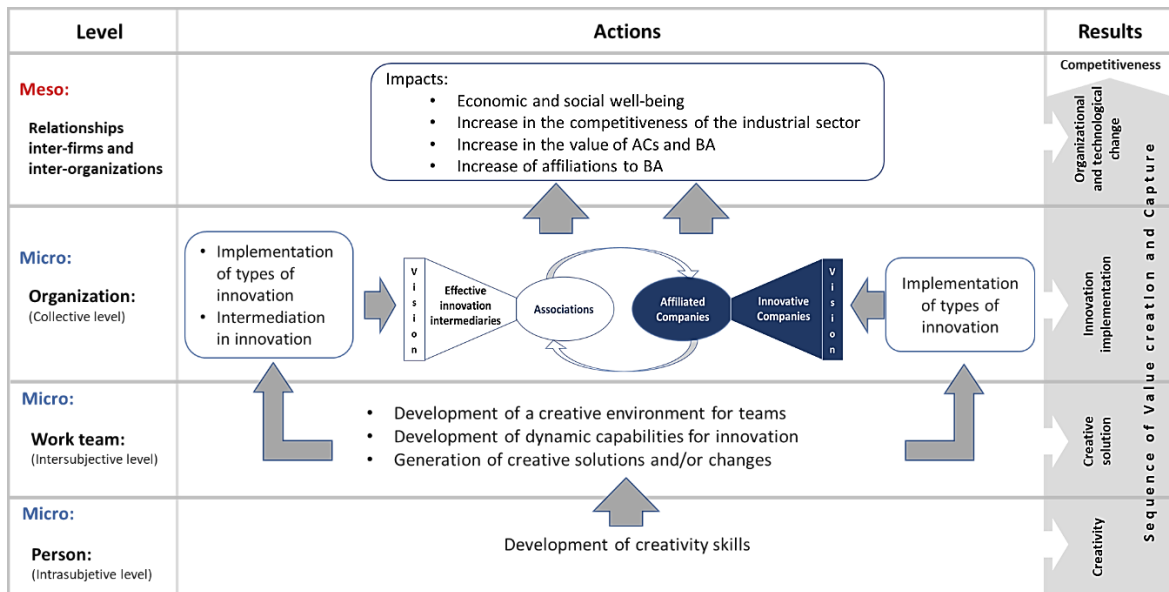 Level
Actions
Results
Meso:
Relationships
inter-firms and
inter-organizations
Impacts:
• Economic and social well-being
• Increase in the competitiveness of the industrial sector
• Increase in the value of ACs and BA
• Increase of affiliations to BA
Competitiveness
Organizational
and technological
change
Micro:
Organization:
(Collective level)
• Implementation
of types of
innovation
• Intermediation
in innovation
Vision
Effective
innovation
intermediaries
Associations
Affiliated
Companies
Innovative
Companies
Vision
Implementation
of types of
innovation
Innovation
implementation
Micro:
Work team:
(Intersubjective level)
• Development of a creative environment for teams
• Development of dynamic capabilities for innovation
• Generation of creative solutions and/or changes
Creative
solution
Micro:
Person:
(Intrasubjetive level)
Development of creativity skills
Creativity
Sequence of Value creation and Capture